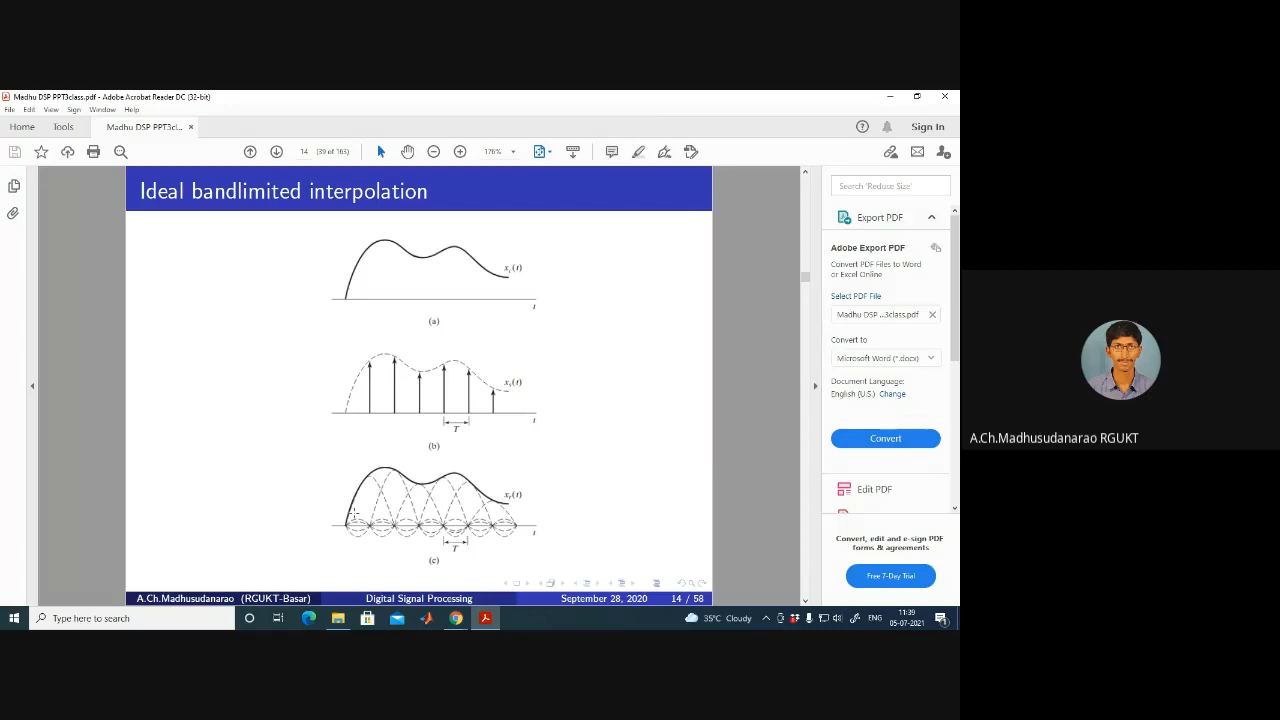 Madhu DSP PPT3class.pdf - Adobe Acrobat Reader DC (32-bit)
File Edit View Sign Window Help
Home Tools Madhu DSP PPT3cl... × Sign In
14 (39 of 163) 176%
Ideal bandlimited interpolation
x_c(t)
t
(a)
x_s(t)
T
t
(b)
x_r(t)
T
t
(c)
A.Ch.Madhusudanarao (RGUKT-Basar) Digital Signal Processing September 28, 2020 14 / 58
Search 'Reduce Size'
Export PDF
Adobe Export PDF
Convert PDF Files to Word
or Excel Online
Select PDF File
Madhu DSP ...3class.pdf ×
Convert to
Microsoft Word (*.docx)
Document Language:
English (U.S.) Change
Convert
Edit PDF
Convert, edit and e-sign PDF
forms & agreements
Free 7-Day Trial
A.Ch.Madhusudanarao RGUKT
Type here to search
35°C Cloudy
ENG
11:39
05-07-2021